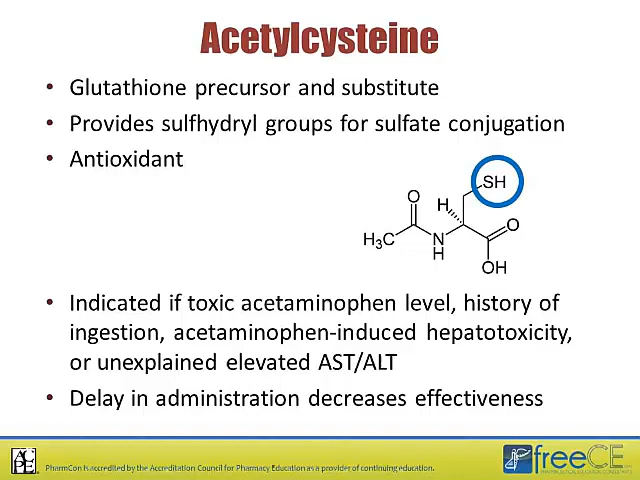 Acetylcysteine
• Glutathione precursor and substitute
• Provides sulfhydryl groups for sulfate conjugation
• Antioxidant
SH
O
H
O
H₃C
N
H
OH
• Indicated if toxic acetaminophen level, history of
ingestion, acetaminophen-induced hepatotoxicity,
or unexplained elevated AST/ALT
• Delay in administration decreases effectiveness
ACPE
PharmCon is accredited by the Accreditation Council for Pharmacy Education as a provider of continuing education.
freeCE